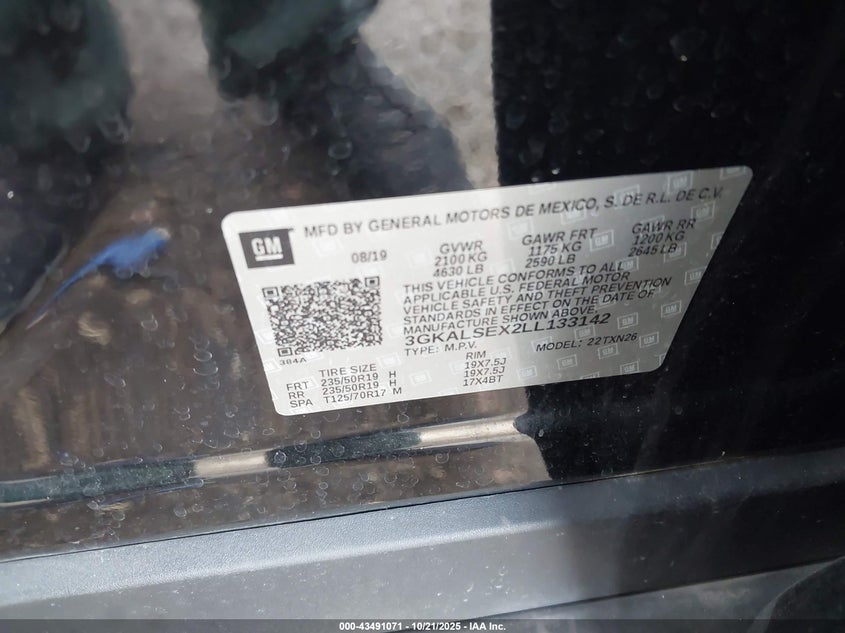 GM
MFD BY GENERAL MOTORS DE MEXICO, S. DE R.L. DE C.V.
08/19 GVWR GAWR FRT GAWR RR
2100 KG 1175 KG 1200 KG
4630 LB 2590 LB 2645 LB
THIS VEHICLE CONFORMS TO ALL
APPLICABLE U.S. FEDERAL MOTOR
VEHICLE SAFETY AND THEFT PREVENTION
STANDARDS IN EFFECT ON THE DATE OF
MANUFACTURE SHOWN ABOVE.
3GKALSEX2LL133142
TYPE: M.P.V. MODEL: 22TXN26
384A
TIRE SIZE RIM
FRT 235/50R19 H 19X7.5J
RR 235/50R19 H 19X7.5J
SPA T125/70R17 M 17X4BT
000-43491071 - 10/21/2025 - IAA Inc.